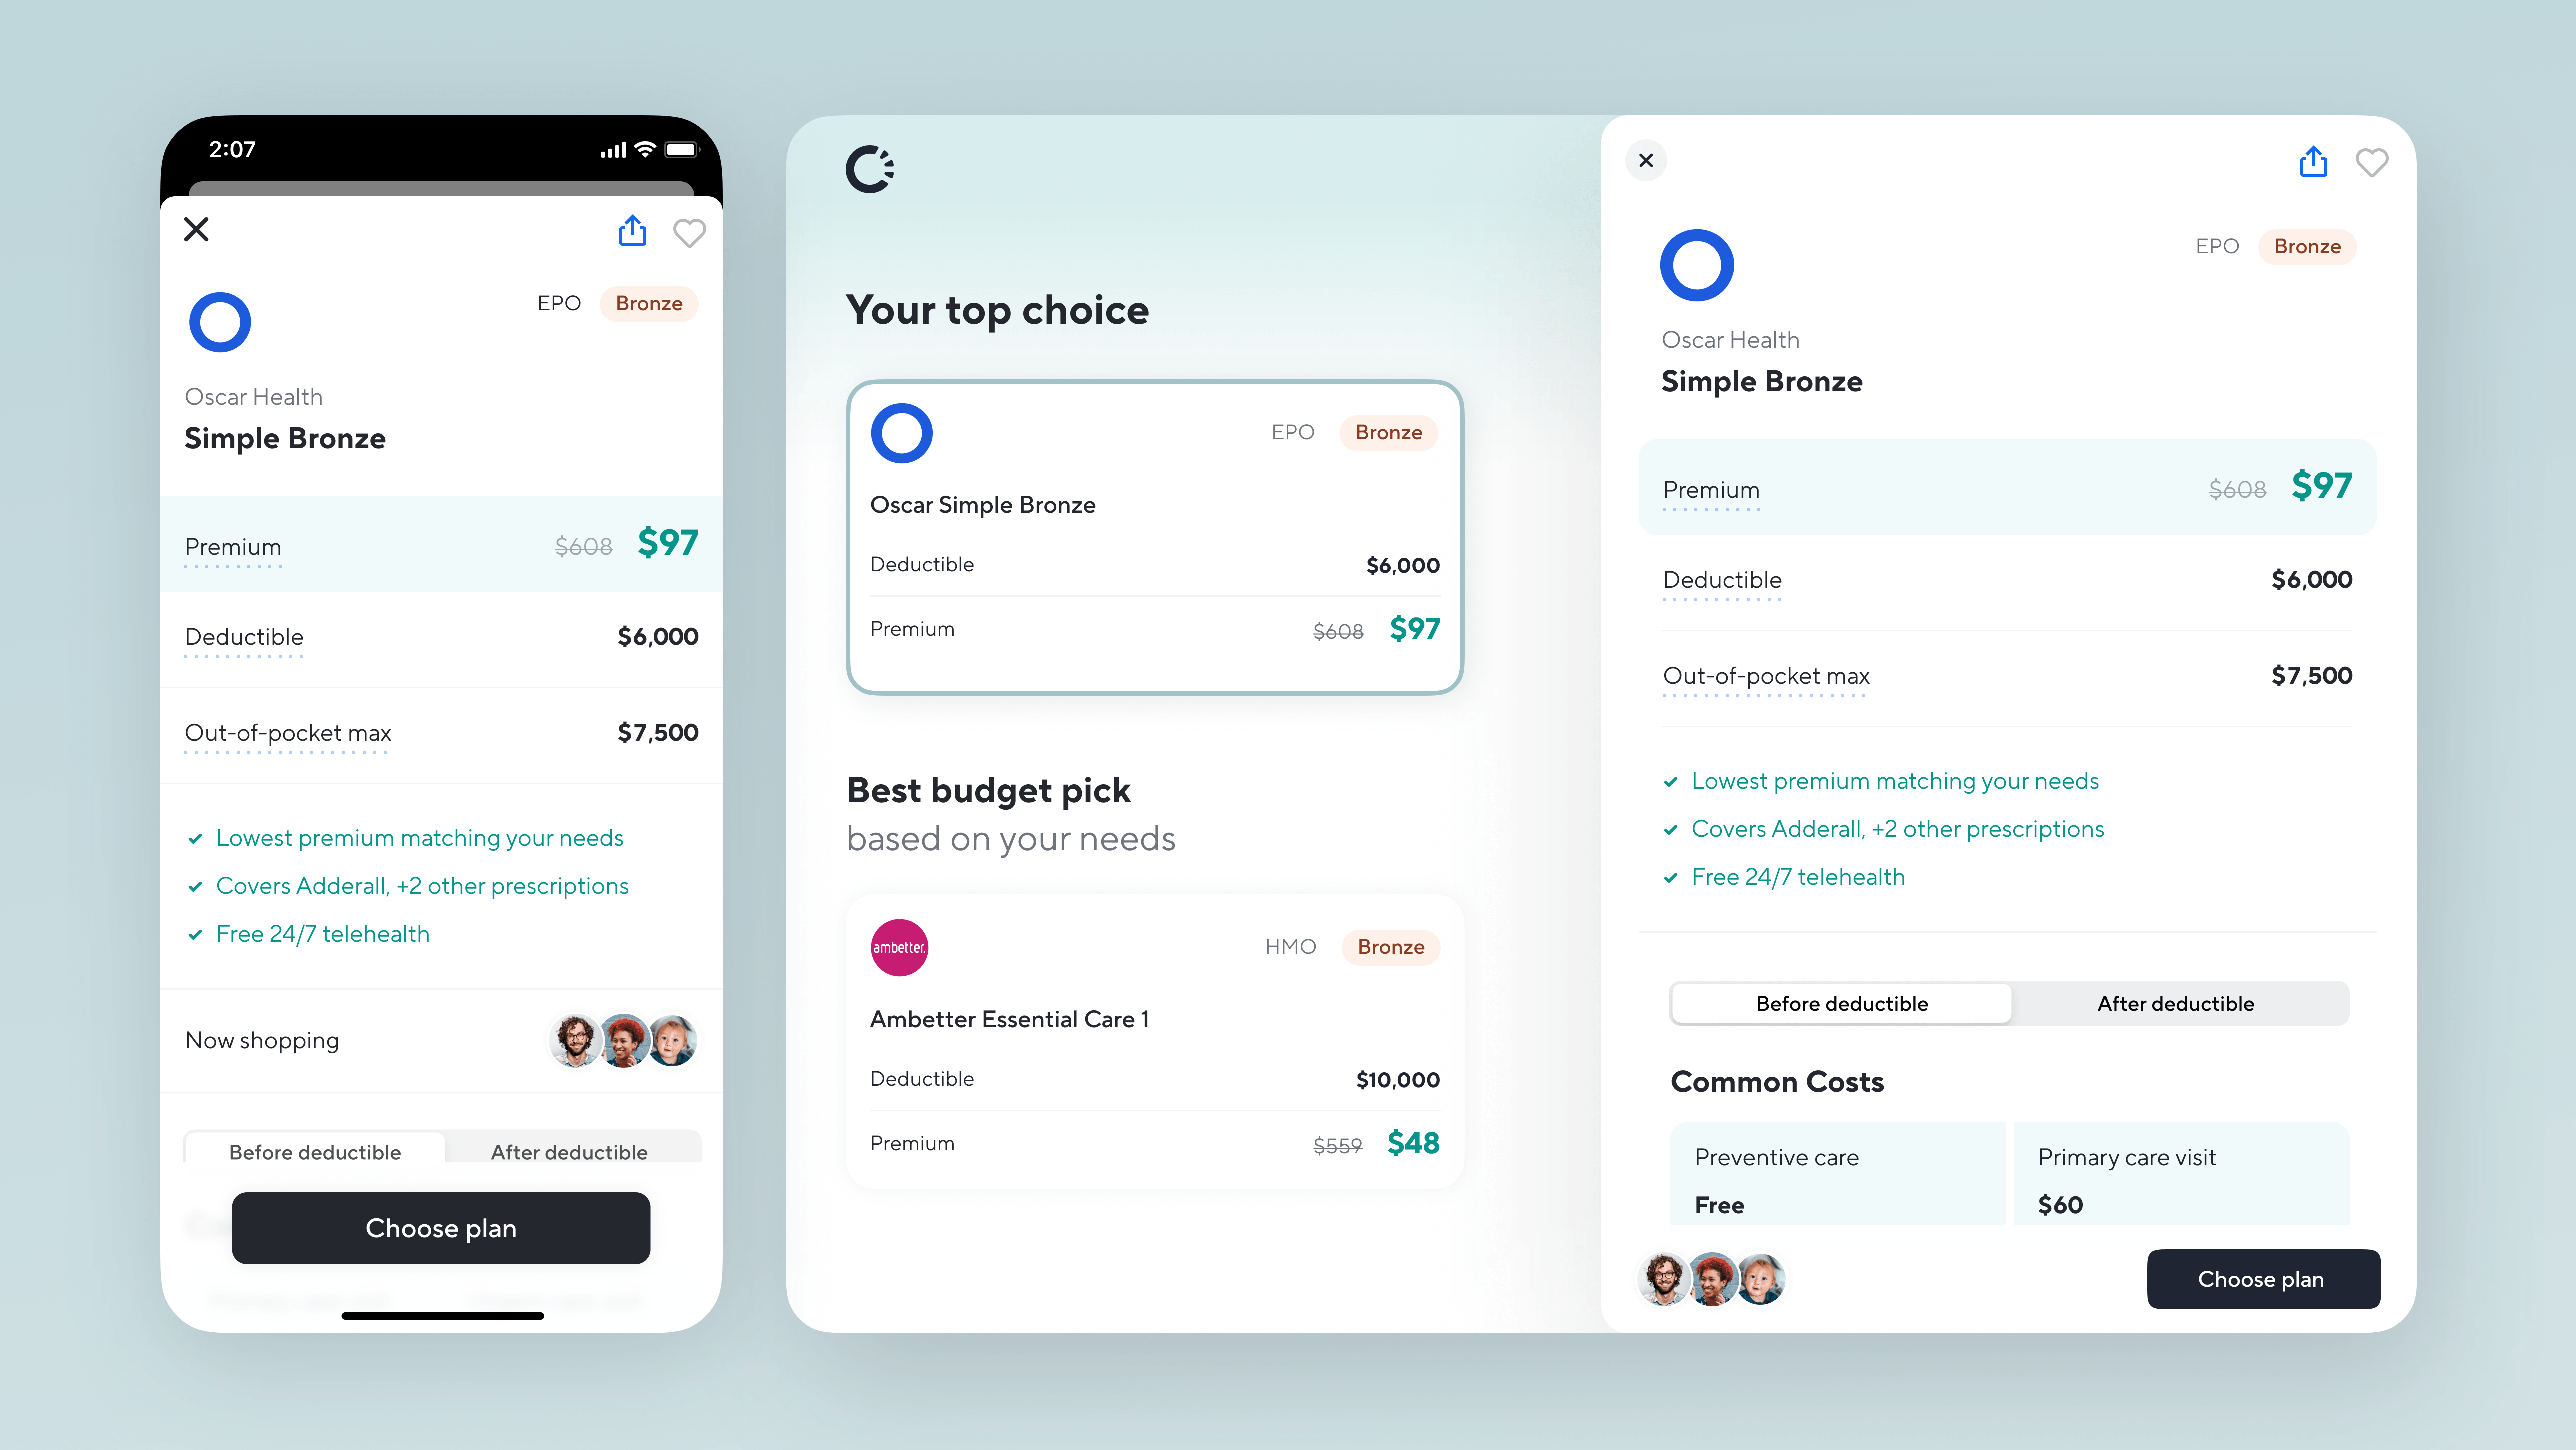 2:07
EPO Bronze
Oscar Health
Simple Bronze
Premium $608 $97
Deductible $6,000
Out-of-pocket max $7,500
Lowest premium matching your needs
Covers Adderall, +2 other prescriptions
Free 24/7 telehealth
Now shopping
Before deductible After deductible
Choose plan
Your top choice
EPO Bronze
Oscar Simple Bronze
Deductible $6,000
Premium $608 $97
Best budget pick
based on your needs
ambetter.
HMO Bronze
Ambetter Essential Care 1
Deductible $10,000
Premium $559 $48
EPO Bronze
Oscar Health
Simple Bronze
Premium $608 $97
Deductible $6,000
Out-of-pocket max $7,500
Lowest premium matching your needs
Covers Adderall, +2 other prescriptions
Free 24/7 telehealth
Before deductible After deductible
Common Costs
Preventive care Primary care visit
Free $60
Choose plan